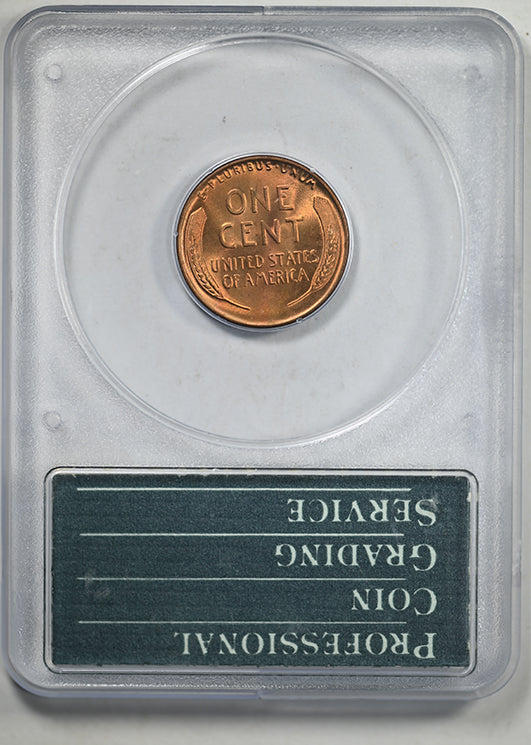 E·PLURIBUS·UNUM
ONE
CENT
UNITED STATES
OF AMERICA
PROFESSIONAL
COIN
GRADING
SERVICE